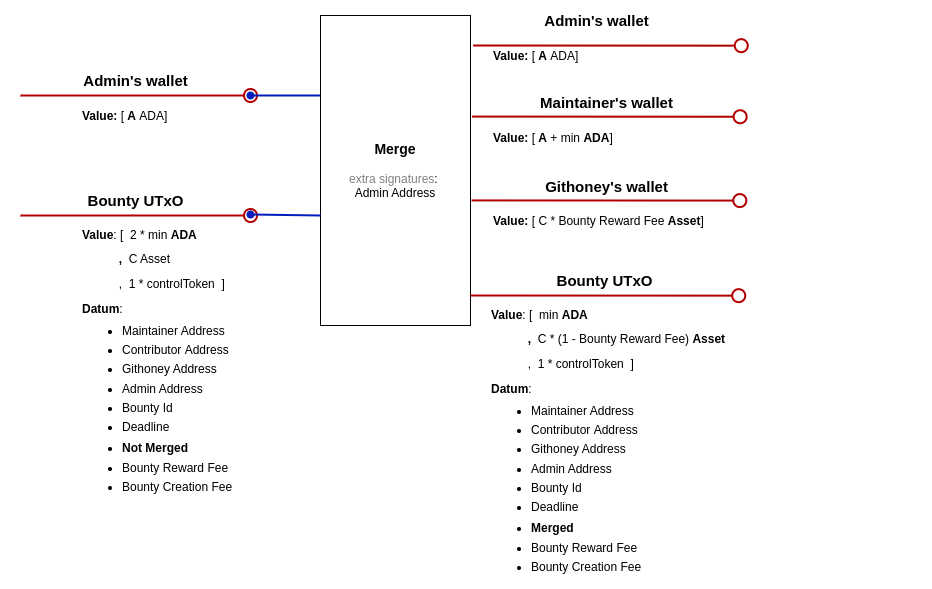 Admin's wallet
Value: [ A ADA]
Bounty UTxO
Value: [ 2 * min ADA
, C Asset
, 1 * controlToken ]
Datum:
• Maintainer Address
• Contributor Address
• Githoney Address
• Admin Address
• Bounty Id
• Deadline
• Not Merged
• Bounty Reward Fee
• Bounty Creation Fee
Merge
extra signatures:
Admin Address
Admin's wallet
Value: [ A ADA]
Maintainer's wallet
Value: [ A + min ADA]
Githoney's wallet
Value: [ C * Bounty Reward Fee Asset]
Bounty UTxO
Value: [ min ADA
, C * (1 - Bounty Reward Fee) Asset
, 1 * controlToken ]
Datum:
• Maintainer Address
• Contributor Address
• Githoney Address
• Admin Address
• Bounty Id
• Deadline
• Merged
• Bounty Reward Fee
• Bounty Creation Fee